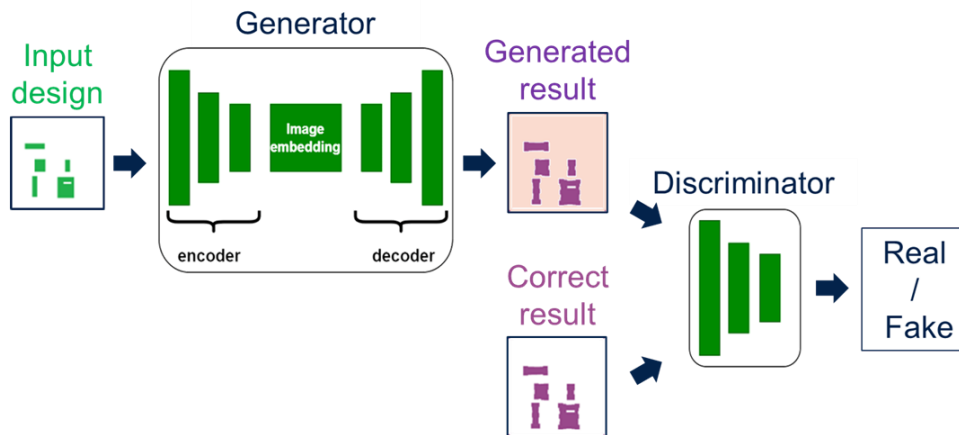 Generator
Input
design
Image
embedding
encoder
decoder
Generated
result
Discriminator
Correct
result
Real
/
Fake